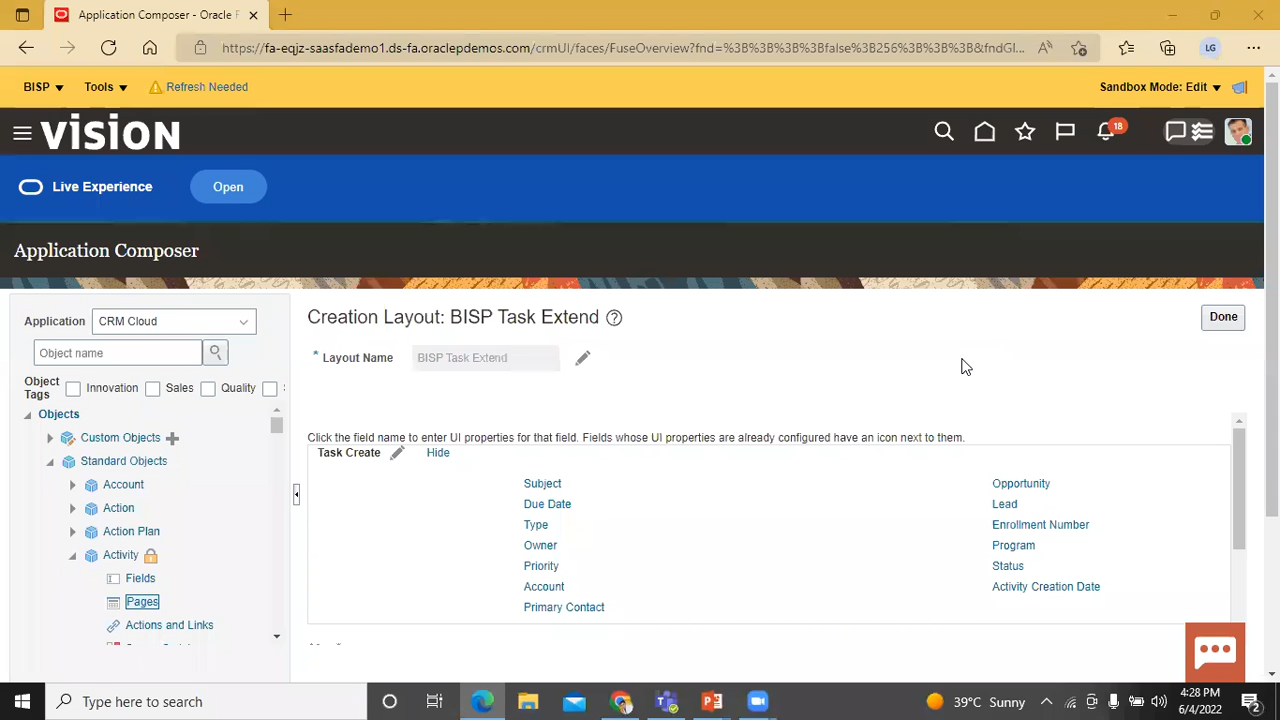 Application Composer - Oracle F
https://fa-eqjz-saasfademo1.ds-fa.oraclepdemos.com/crmUI/faces/FuseOverview?fnd=%3B%3B%3B%3Bfalse%3B256%3B%3B%3B&fndGl...
LG
BISP
Tools
Refresh Needed
Sandbox Mode: Edit
vision
18
Live Experience
Open
Application Composer
Application
CRM Cloud
Object name
Object Tags
Innovation
Sales
Quality
Objects
Custom Objects
Standard Objects
Account
Action
Action Plan
Activity
Fields
Pages
Actions and Links
Creation Layout: BISP Task Extend
Done
* Layout Name
BISP Task Extend
Click the field name to enter UI properties for that field. Fields whose UI properties are already configured have an icon next to them.
Task Create
Hide
Subject
Opportunity
Due Date
Lead
Type
Enrollment Number
Owner
Program
Priority
Status
Account
Activity Creation Date
Primary Contact
Type here to search
39°C Sunny
4:28 PM
6/4/2022
2